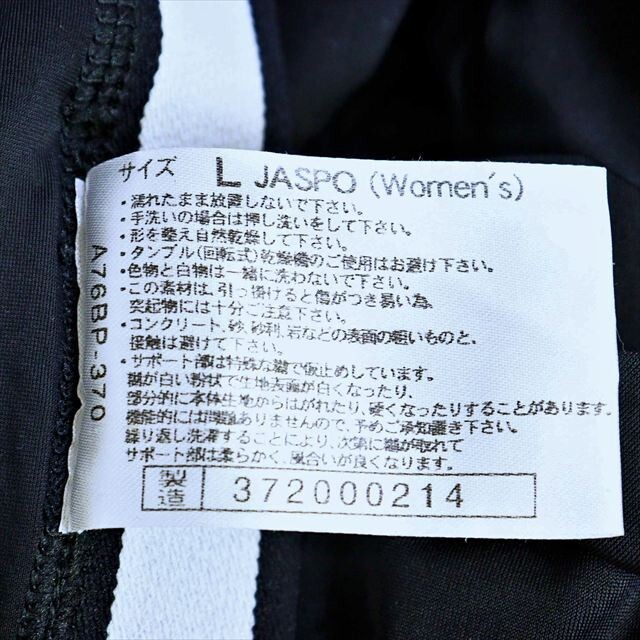 サイズ L JASPO (Women's)
・濡れたまま放置しないで下さい。
・手洗いの場合は押し洗いをして下さい。
・形を整え自然乾燥して下さい。
・タンブル(回転式)乾燥機のご使用はお避け下さい。
・色物と白物は一緒に洗わないで下さい。
・この素材は、引っ掛けると傷がつき易い為、
突起物には十分ご注意下さい。
・コンクリート、砂、砂利、石などの表面の粗いものと、
接触は避けて下さい。
・サポート部は特殊な糊で仮止めしています。
糊が白い粉状で生地表面が白くなったり、
部分的に本体生地からはがれたり、硬くなったりすることがあります。
機能的には問題ありませんので、予めご承知置き下さい。
繰り返し洗濯することにより、次第に糊が取れて
サポート部は柔らかく、風合いが良くなります。
製造 372000214
A76BP-370